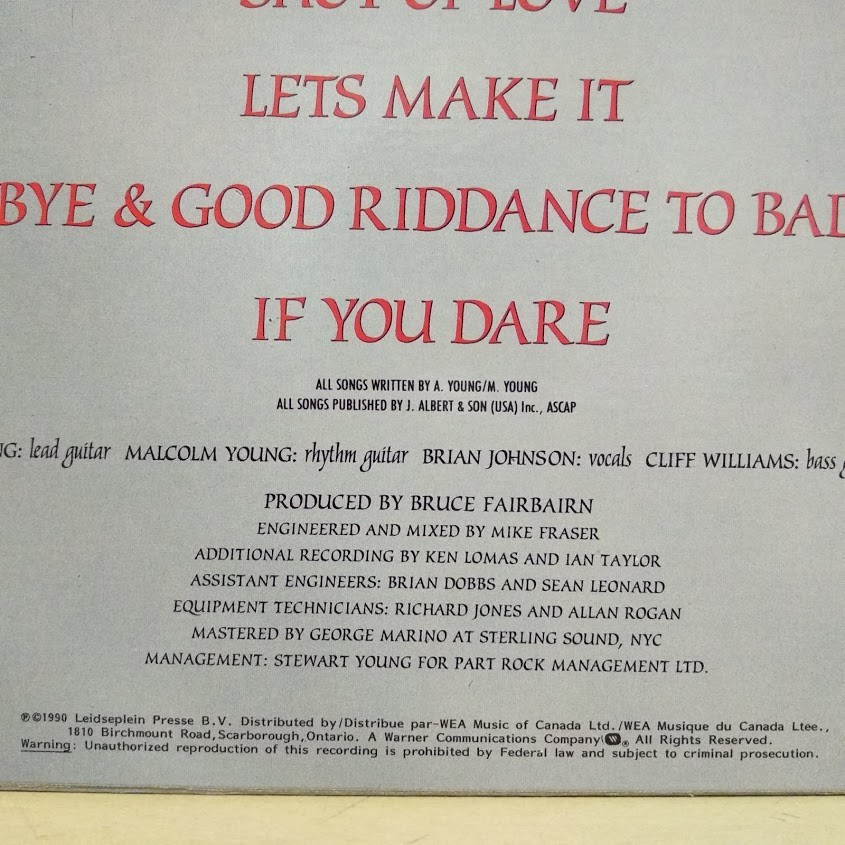 SHOT OF LOVE
LETS MAKE IT
BYE & GOOD RIDDANCE TO BAD
IF YOU DARE
ALL SONGS WRITTEN BY A. YOUNG/M. YOUNG
ALL SONGS PUBLISHED BY J. ALBERT & SON (USA) Inc., ASCAP
NG: lead guitar MALCOLM YOUNG: rhythm guitar BRIAN JOHNSON: vocals CLIFF WILLIAMS: bass g
PRODUCED BY BRUCE FAIRBAIRN
ENGINEERED AND MIXED BY MIKE FRASER
ADDITIONAL RECORDING BY KEN LOMAS AND IAN TAYLOR
ASSISTANT ENGINEERS: BRIAN DOBBS AND SEAN LEONARD
EQUIPMENT TECHNICIANS: RICHARD JONES AND ALLAN ROGAN
MASTERED BY GEORGE MARINO AT STERLING SOUND, NYC
MANAGEMENT: STEWART YOUNG FOR PART ROCK MANAGEMENT LTD.
℗©1990 Leidseplein Presse B.V. Distributed by/Distribue par-WEA Music of Canada Ltd./WEA Musique du Canada Ltee.,
1810 Birchmount Road,Scarborough,Ontario. A Warner Communications Company ® All Rights Reserved.
Warning: Unauthorized reproduction of this recording is prohibited by Federal law and subject to criminal prosecution.